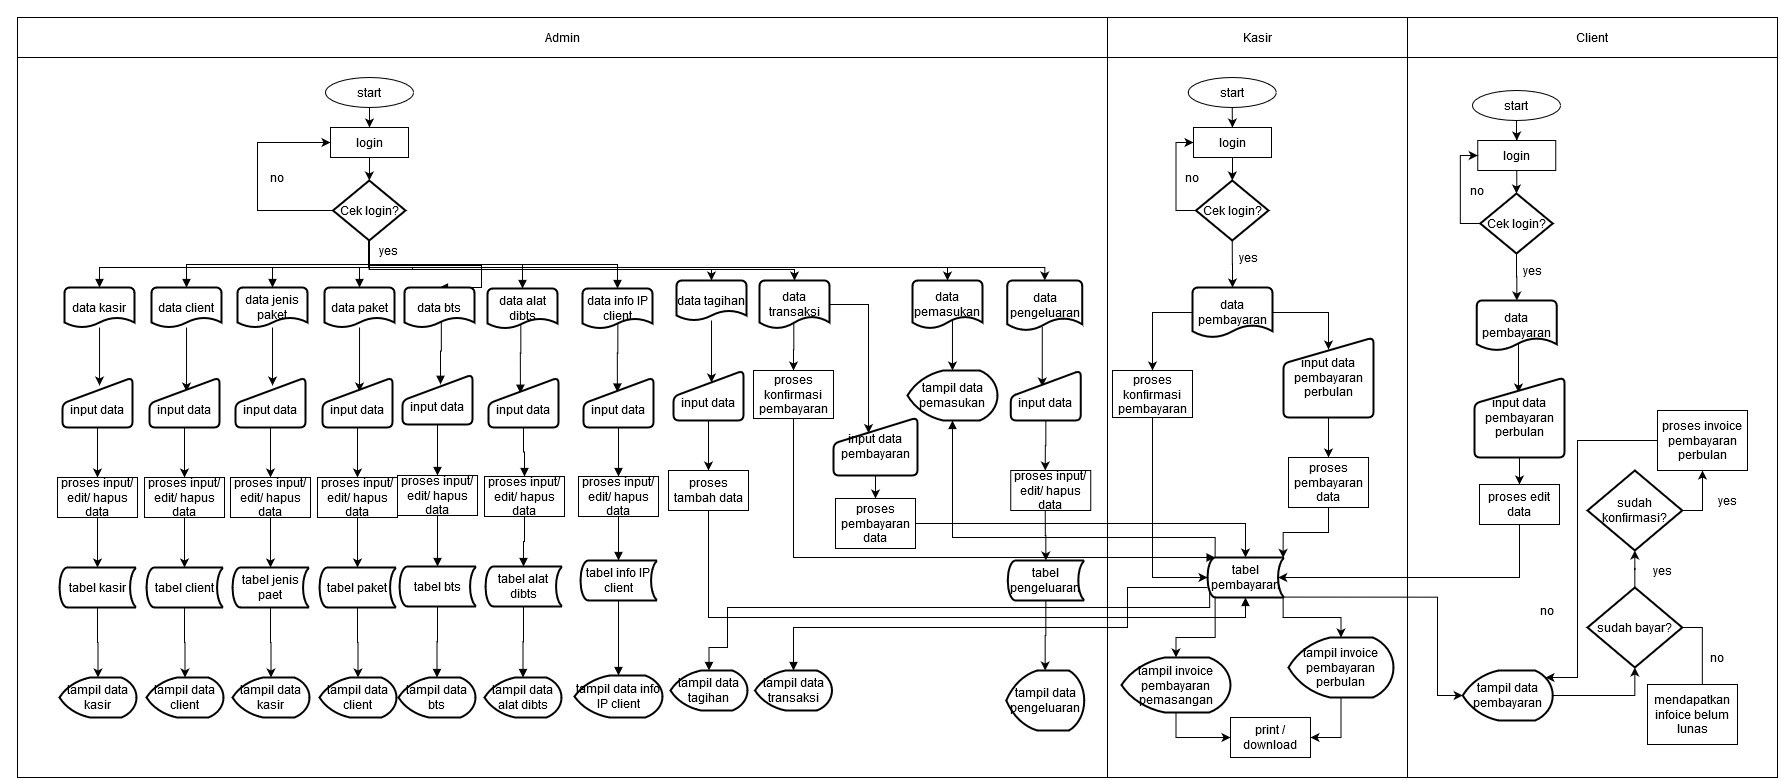 Admin
Kasir
Client
start
login
no
Cek login?
yes
data kasir
data client
data jenis
paket
data paket
data bts
data alat
dibts
data info IP
client
data tagihan
data
transaksi
data
pemasukan
data
pengeluaran
input data
input data
input data
input data
input data
input data
input data
input data
proses
konfirmasi
pembayaran
input data
pembayaran
tampil data
pemasukan
input data
proses input/
edit/ hapus
data
proses input/
edit/ hapus
data
proses input/
edit/ hapus
data
proses input/
edit/ hapus
data
proses input/
edit/ hapus
data
proses input/
edit/ hapus
data
proses input/
edit/ hapus
data
proses
tambah data
proses
pembayaran
data
proses input/
edit/ hapus
data
tabel kasir
tabel client
tabel jenis
paet
tabel paket
tabel bts
tabel alat
dibts
tabel info IP
client
tabel
pengeluaran
tampil data
kasir
tampil data
client
tampil data
kasir
tampil data
client
tampil data
bts
tampil data
alat dibts
tampil data info
IP client
tampil data
tagihan
tampil data
transaksi
tampil data
pengeluaran
start
login
no
Cek login?
yes
data
pembayaran
proses
konfirmasi
pembayaran
input data
pembayaran
perbulan
proses
pembayaran
data
tabel
pembayaran
tampil invoice
pembayaran
pemasangan
tampil invoice
pembayaran
perbulan
print /
download
start
login
no
Cek login?
yes
data
pembayaran
input data
pembayaran
perbulan
proses edit
data
proses invoice
pembayaran
perbulan
sudah
konfirmasi?
yes
yes
no
sudah bayar?
no
tampil data
pembayaran
mendapatkan
infoice belum
lunas